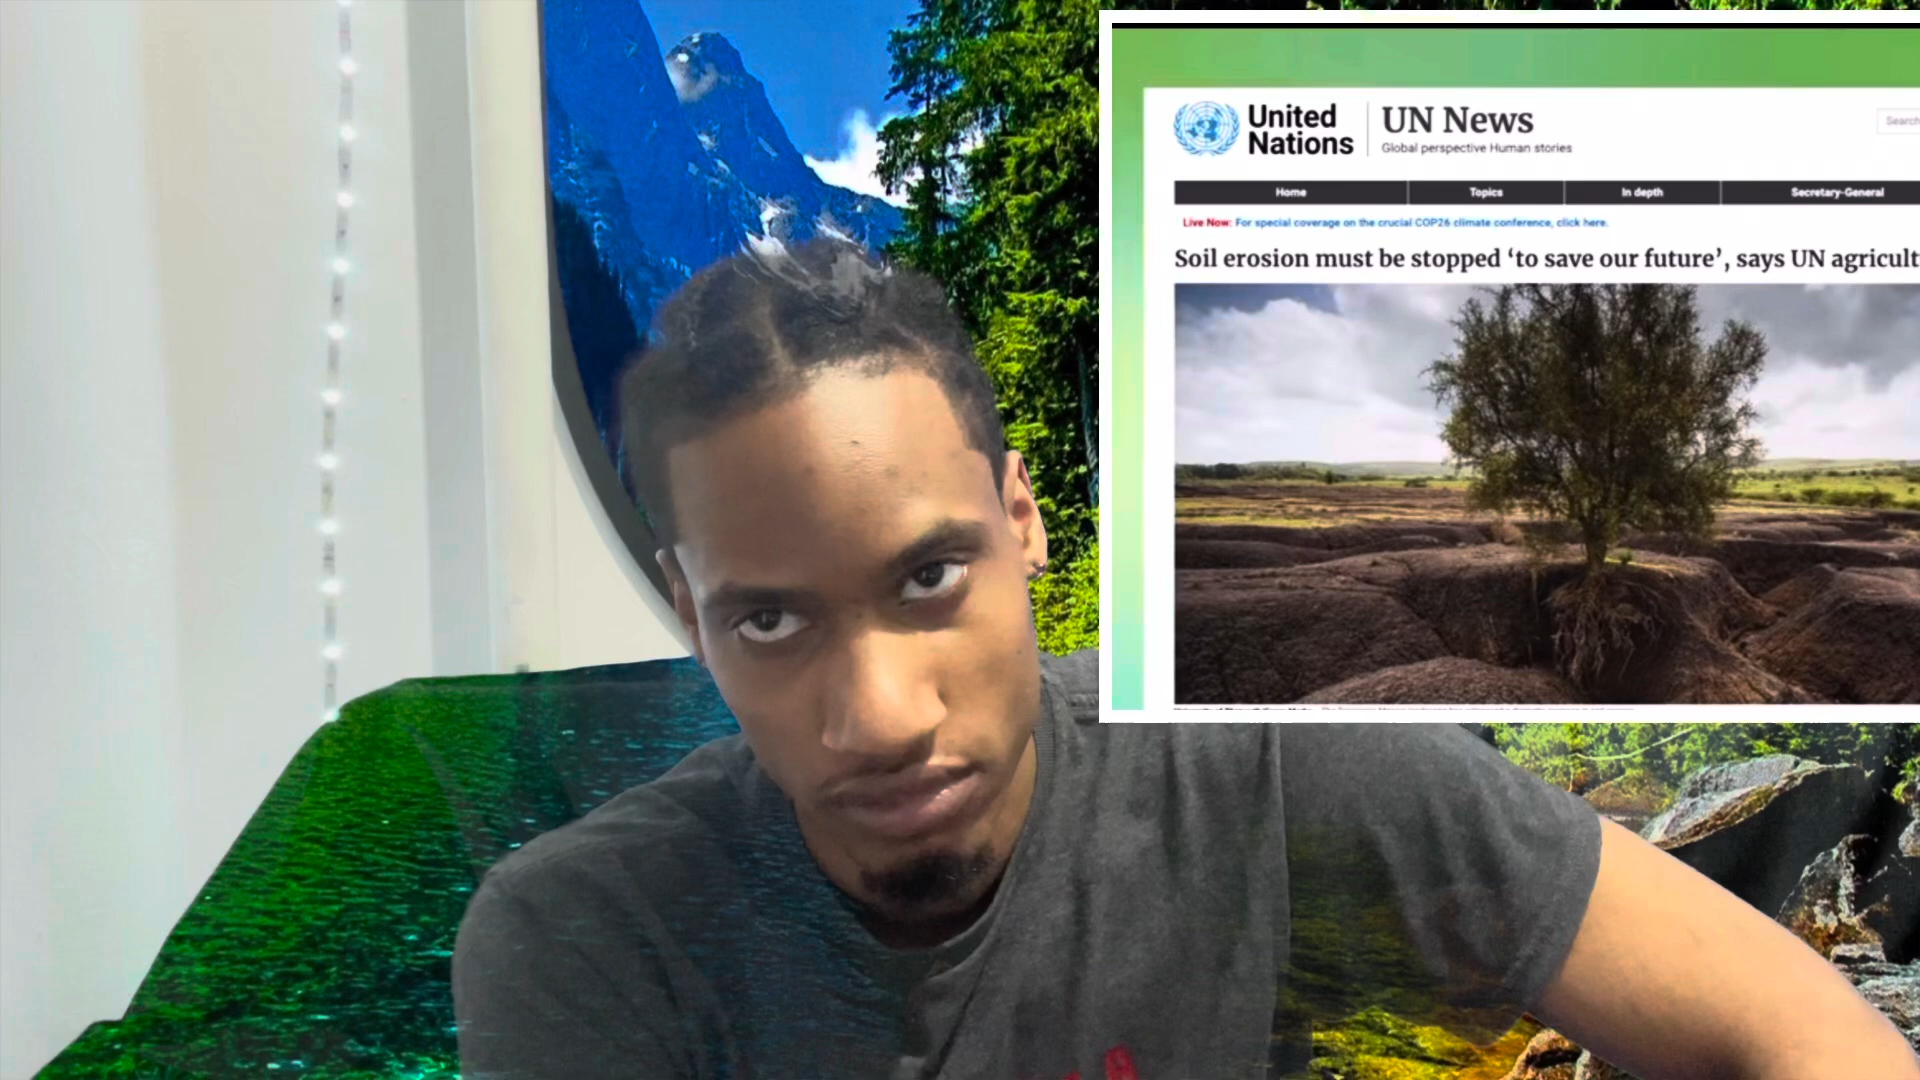 United
Nations
UN News
Global perspective Human stories
Search
Home Topics In depth Secretary-General
Live Now: For special coverage on the crucial COP26 climate conference, click here.
Soil erosion must be stopped ‘to save our future’, says UN agricult